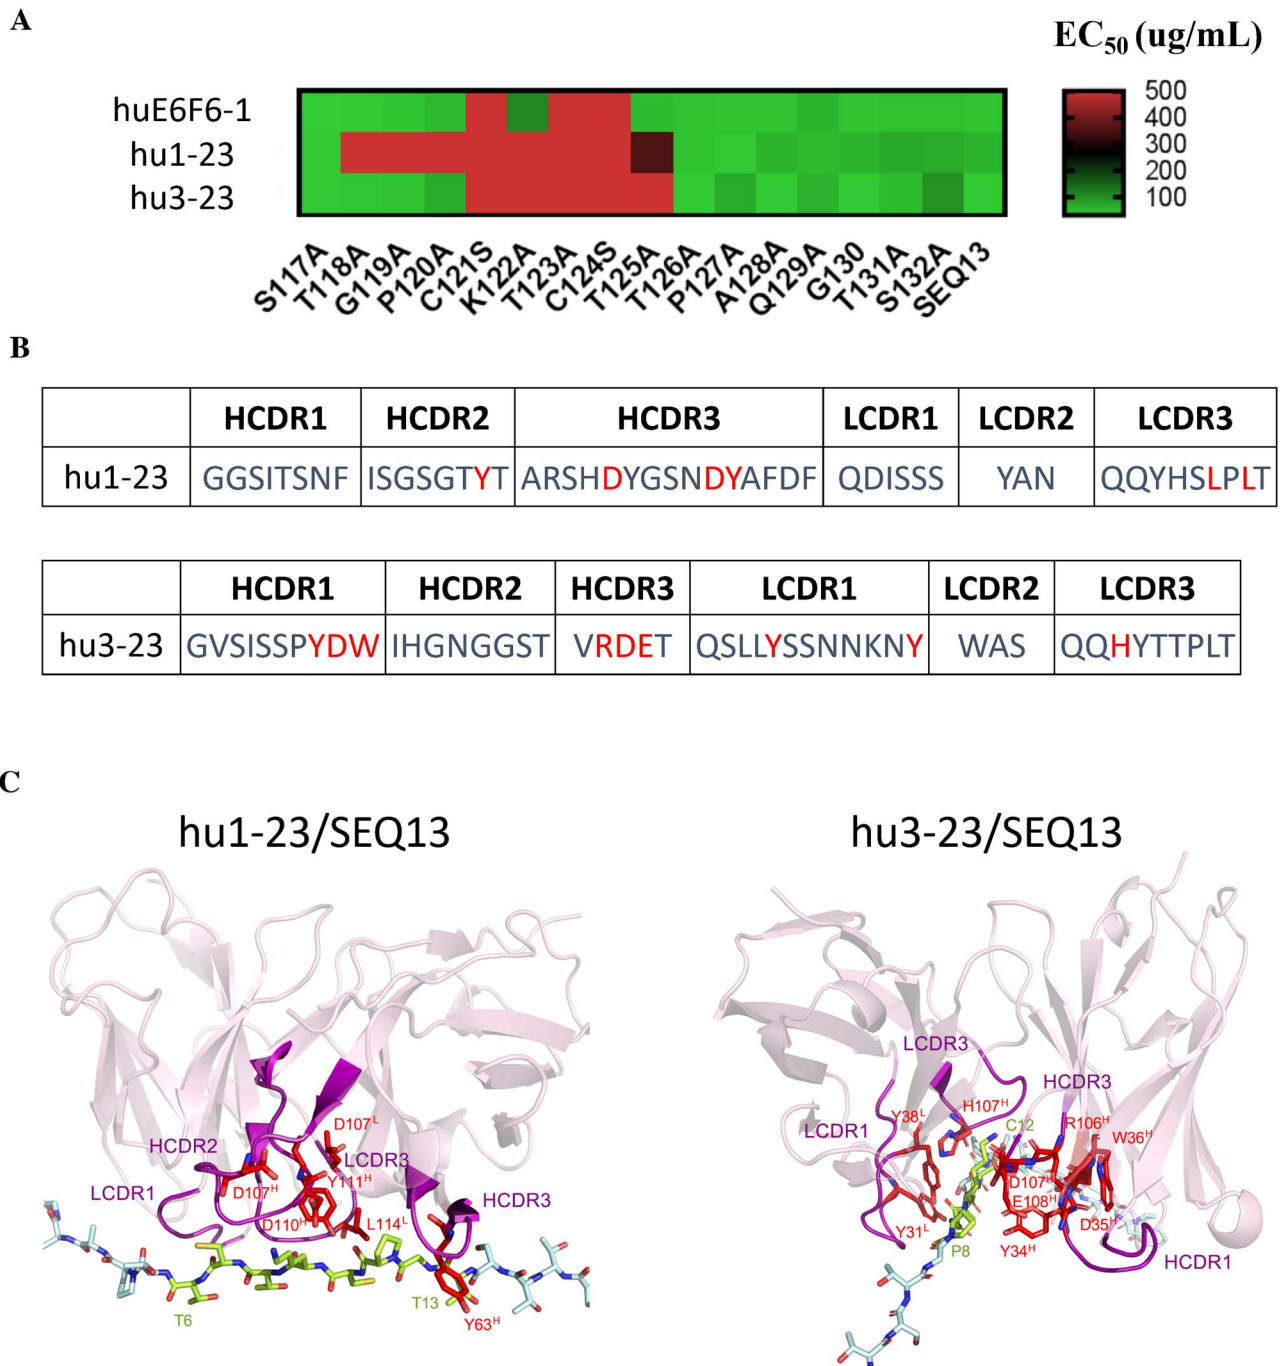 A
EC50 (ug/mL)
huE6F6-1
hu1-23
hu3-23
500
400
300
200
100
S117A
T118A
G119A
P120A
C121S
K122A
T123A
C124S
T125A
T126A
P127A
A128A
Q129A
G130
T131A
S132A
SEQ13
B
HCDR1 HCDR2 HCDR3 LCDR1 LCDR2 LCDR3
hu1-23 GGSITSNF ISGSGTYT ARSHDYGSNDYAFDF QDISSS YAN QQYHSLPLT
HCDR1 HCDR2 HCDR3 LCDR1 LCDR2 LCDR3
hu3-23 GVSISSPYDW IHGNGGST VRDET QSLLYSSNNKNY WAS QQHYTTPLT
C
hu1-23/SEQ13
HCDR2
LCDR1
D107H
D110H
D107L
LCDR3
Y111H
L114L
HCDR3
T6
T13
Y63H
hu3-23/SEQ13
LCDR3
HCDR3
LCDR1
Y38L
H107H
C12
R106H
W36H
D107H
E108H
D35H
Y31L
P8
Y34H
HCDR1